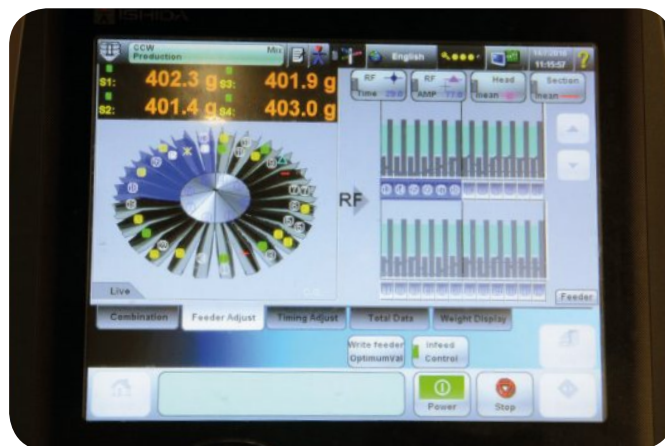 ISHIDA
CCW
Production
Mix
English
11:15:57
?
S1: 402.3 g S3: 401.9 g
S2: 401.4 g S4: 403.0 g
RF
Time
RF
AMP
Head
mean
Section
mean
RF
Live
Feeder
Combination
Feeder Adjust
Timing Adjust
Total Data
Weight Display
Write feeder
OptimumVal
Infeed
Control
Power
Stop